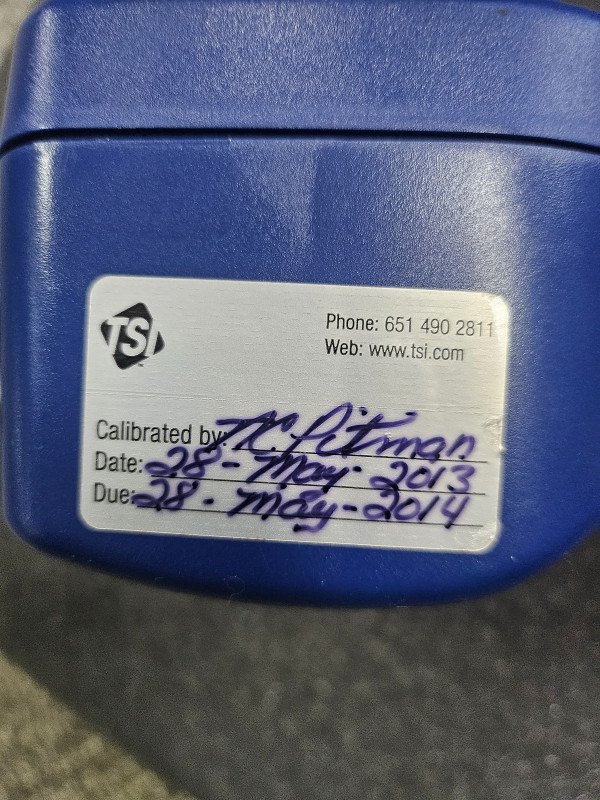 TSI
Phone: 651 490 2811
Web: www.tsi.com
Calibrated by: K. Pitman
Date: 28-May-2013
Due: 28-May-2014